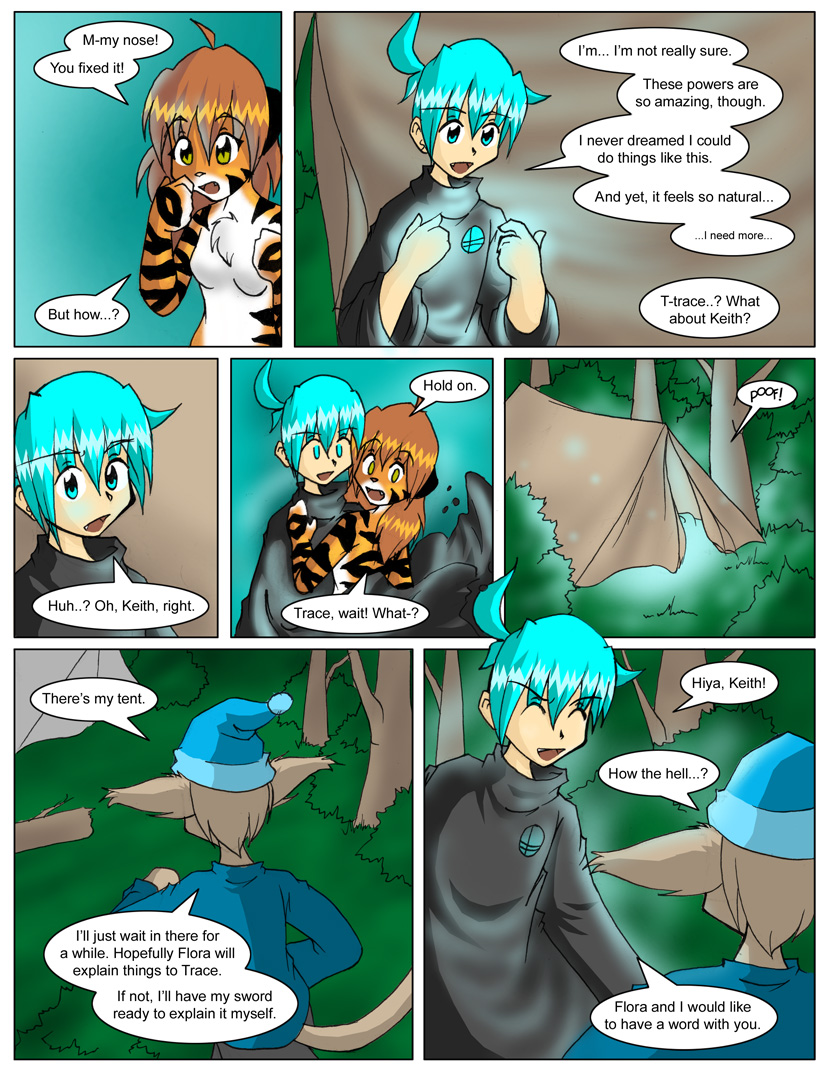 M-my nose!
You fixed it!
But how...?
I'm... I'm not really sure.
These powers are
so amazing, though.
I never dreamed I could
do things like this.
And yet, it feels so natural...
...I need more...
T-trace..? What
about Keith?
Huh..? Oh, Keith, right.
Hold on.
Trace, wait! What-?
POOF!
There's my tent.
I'll just wait in there for
a while. Hopefully Flora will
explain things to Trace.
If not, I'll have my sword
ready to explain it myself.
Hiya, Keith!
How the hell...?
Flora and I would like
to have a word with you.